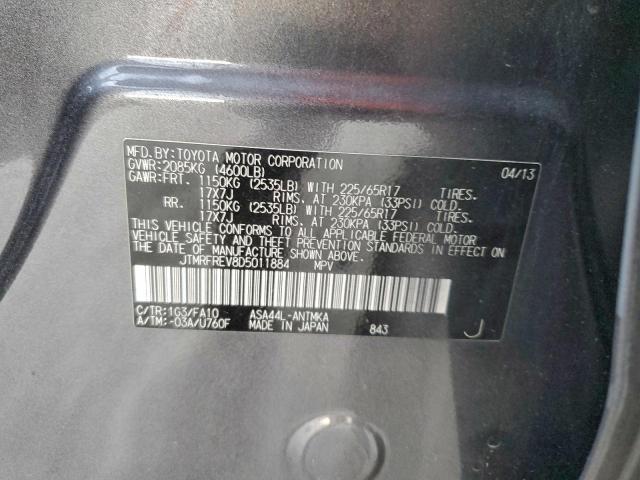 MFD.BY:TOYOTA MOTOR CORPORATION 04/13
GVWR:2085KG (4600LB)
GAWR:FRT. 1150KG (2535LB) WITH 225/65R17 TIRES.
17X7J RIMS. AT 230KPA (33PSI) COLD.
RR. 1150KG (2535LB) WITH 225/65R17 TIRES.
17X7J RIMS. AT 230KPA (33PSI) COLD.
THIS VEHICLE CONFORMS TO ALL APPLICABLE FEDERAL MOTOR
VEHICLE SAFETY AND THEFT PREVENTION STANDARDS IN EFFECT
ON THE DATE OF MANUFACTURE SHOWN ABOVE.
JTMRFREV8D5011884 MPV
C/TR:1G3/FA10 ASA44L-ANTMKA
A/TM:-03A/U760F MADE IN JAPAN 843 J